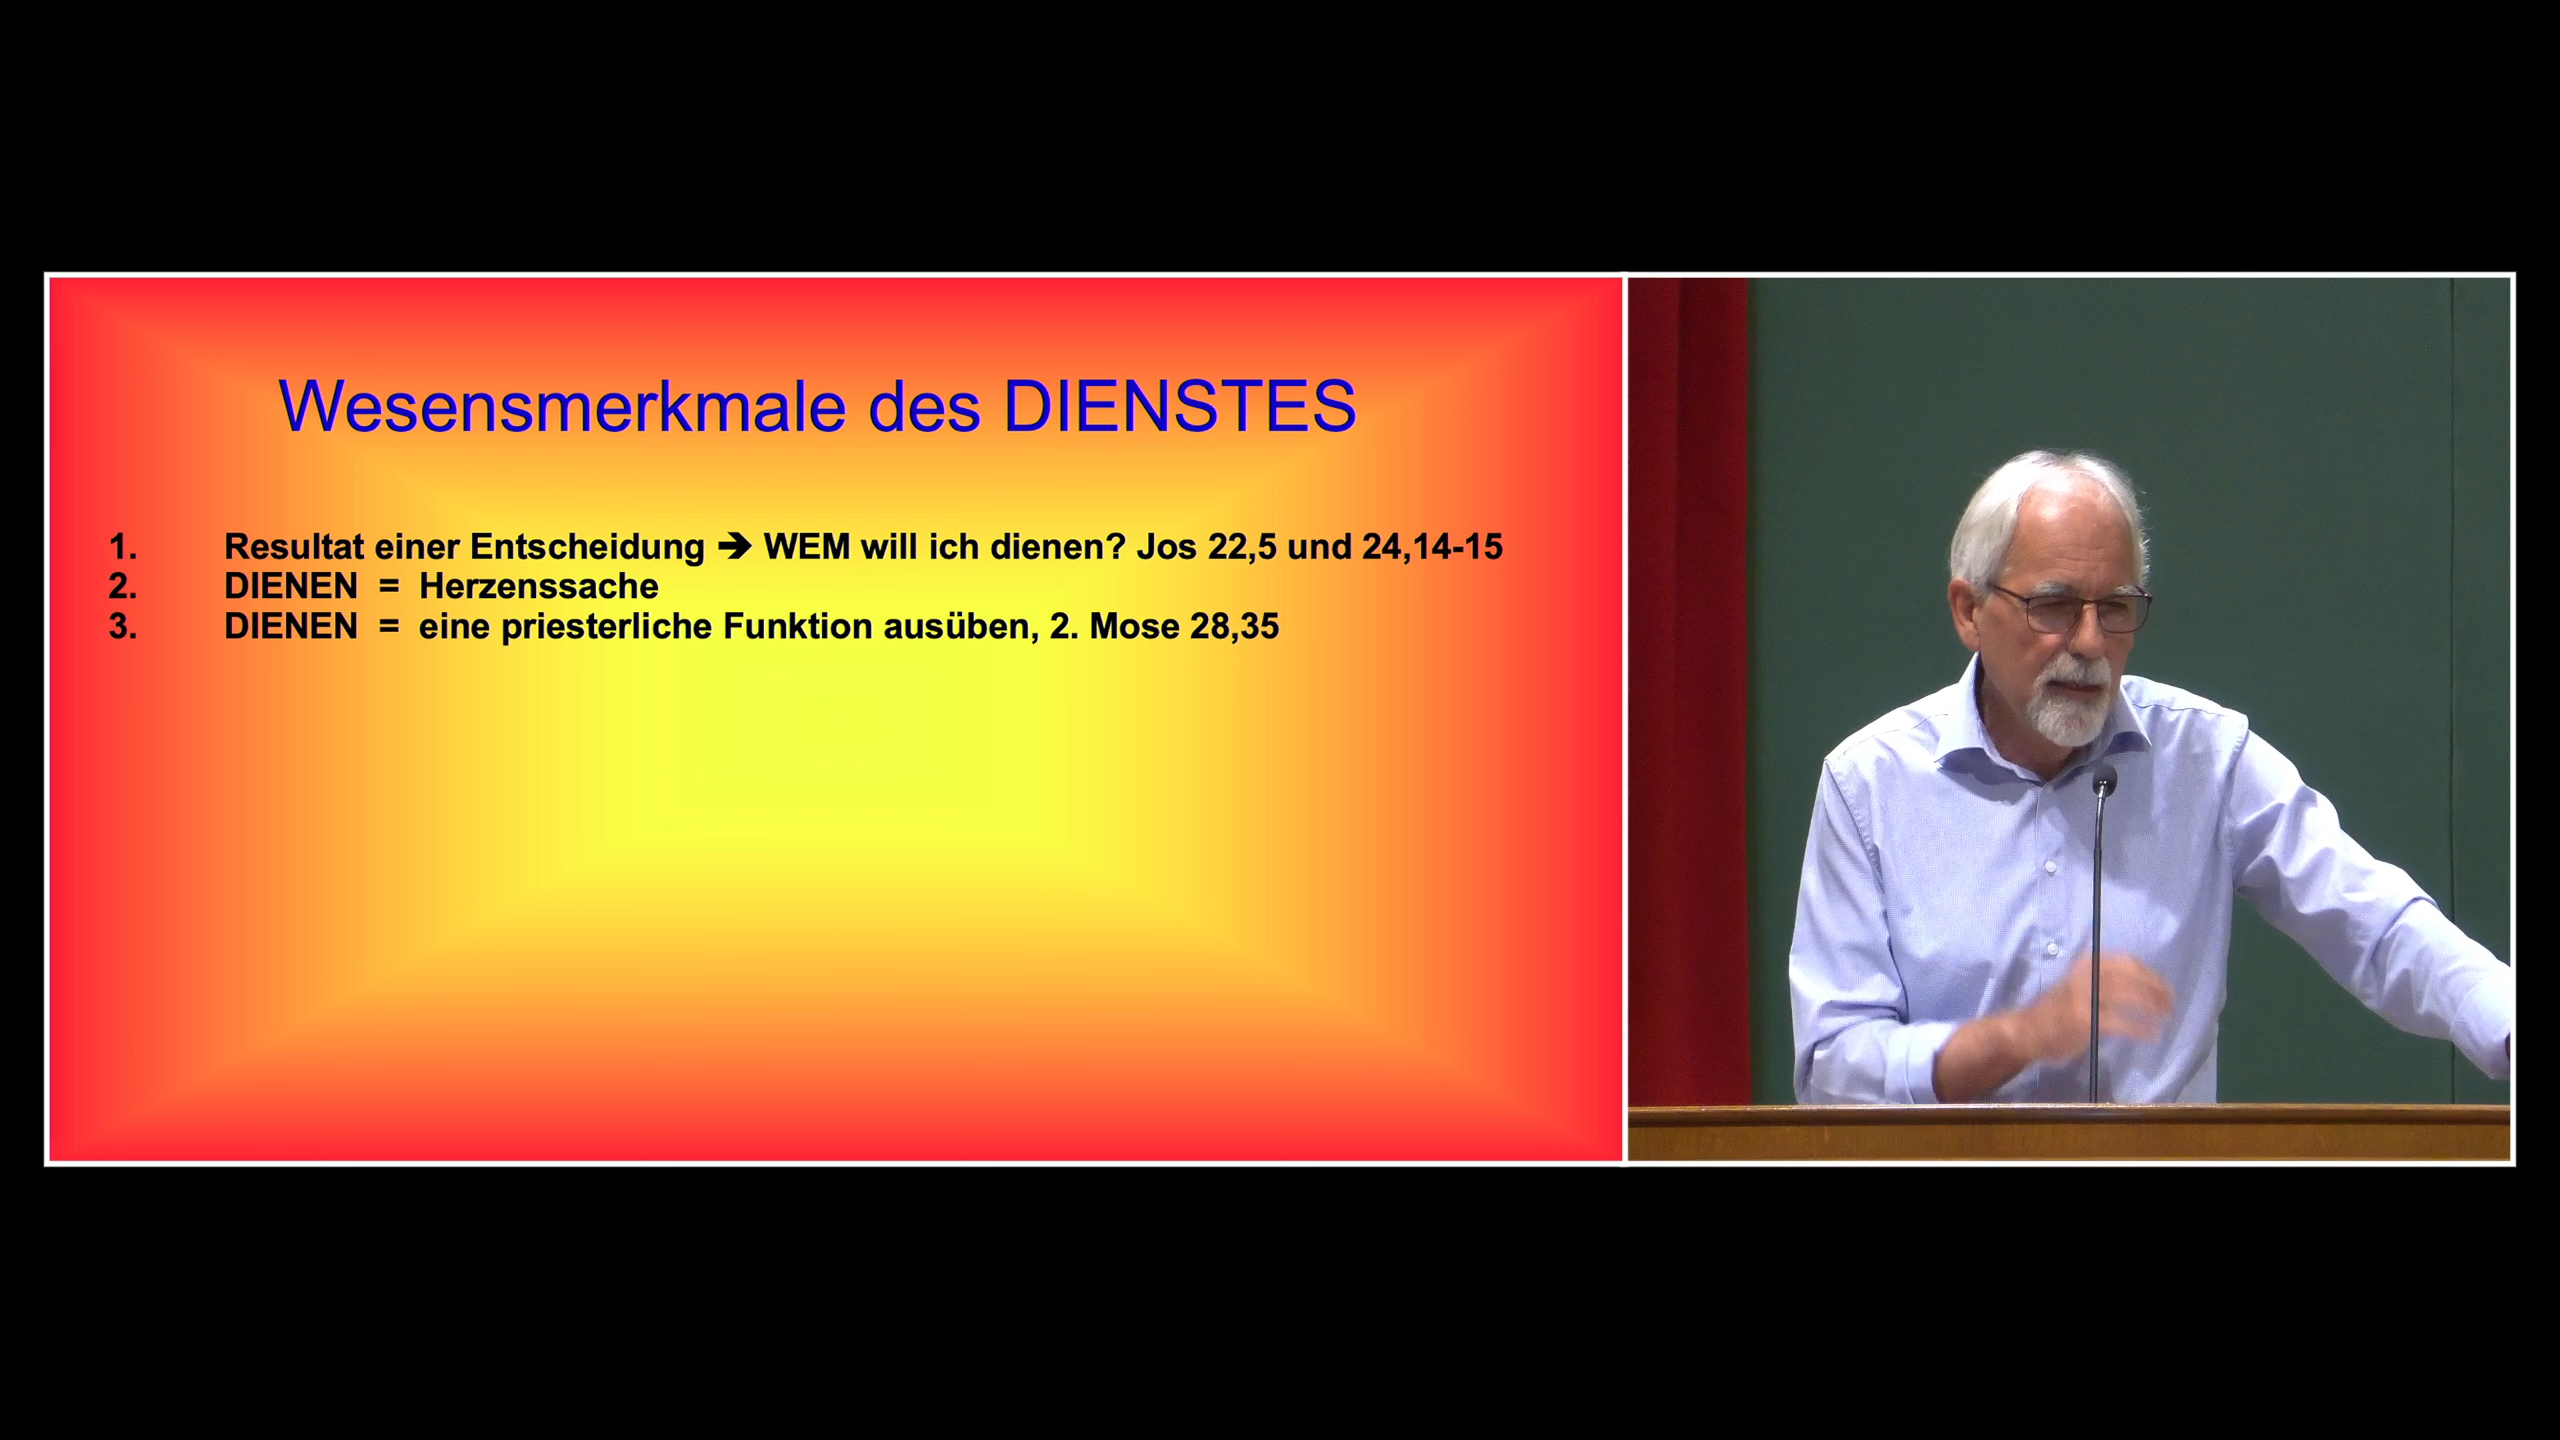 Wesensmerkmale des DIENSTES
1. Resultat einer Entscheidung ➔ WEM will ich dienen? Jos 22,5 und 24,14-15
2. DIENEN = Herzenssache
3. DIENEN = eine priesterliche Funktion ausüben, 2. Mose 28,35